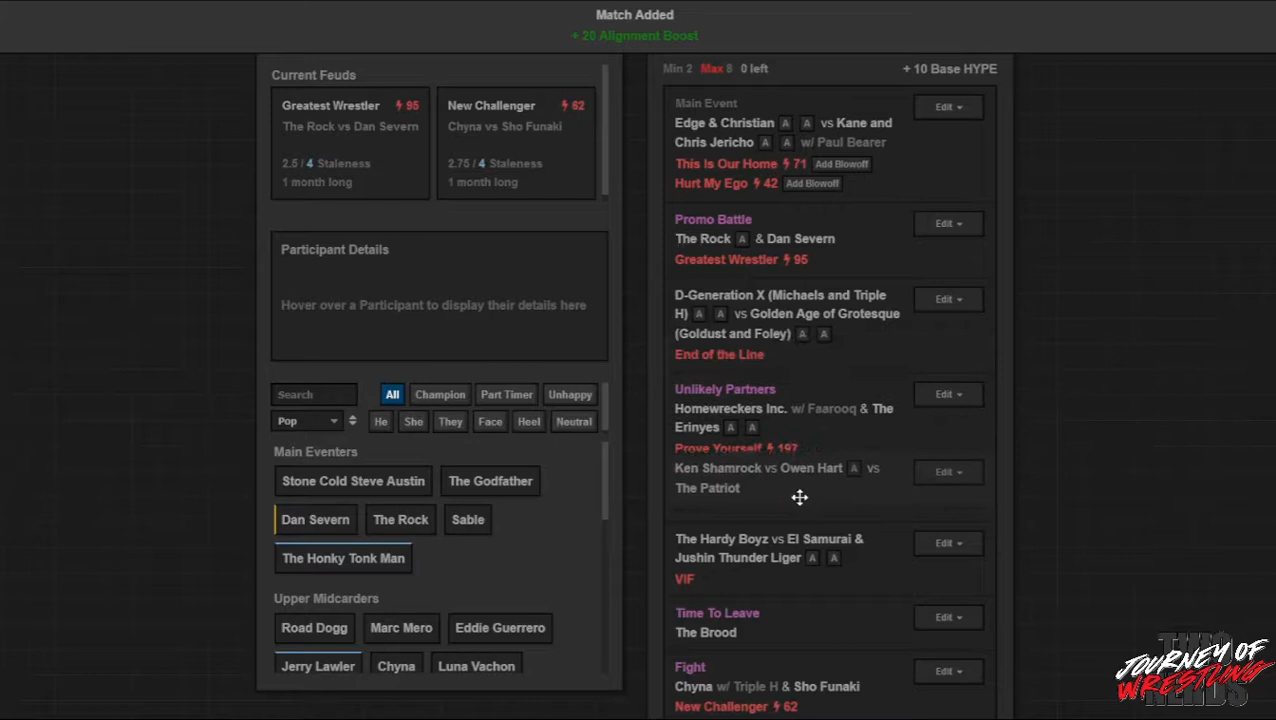 Match Added
+ 20 Alignment Boost
Current Feuds
Greatest Wrestler 95
The Rock vs Dan Severn
2.5 / 4 Staleness
1 month long
New Challenger 62
Chyna vs Sho Funaki
2.75 / 4 Staleness
1 month long
Participant Details
Hover over a Participant to display their details here
Search
All Champion Part Timer Unhappy
Pop
He She They Face Heel Neutral
Main Eventers
Stone Cold Steve Austin The Godfather
Dan Severn The Rock Sable
The Honky Tonk Man
Upper Midcarders
Road Dogg Marc Mero Eddie Guerrero
Jerry Lawler Chyna Luna Vachon
Min 2 Max 8 0 left + 10 Base HYPE
Main Event Edit
Edge & Christian A A vs Kane and
Chris Jericho A A w/ Paul Bearer
This Is Our Home 71 Add Blowoff
Hurt My Ego 42 Add Blowoff
Promo Battle Edit
The Rock A & Dan Severn
Greatest Wrestler 95
D-Generation X (Michaels and Triple Edit
H) A A vs Golden Age of Grotesque
(Goldust and Foley) A A
End of the Line
Unlikely Partners Edit
Homewreckers Inc. w/ Faarooq & The
Erinyes A A
Prove Yourself 197
Ken Shamrock vs Owen Hart A vs Edit
The Patriot
The Hardy Boyz vs El Samurai & Edit
Jushin Thunder Liger A A
VIF
Time To Leave Edit
The Brood
Fight Edit
Chyna w/ Triple H & Sho Funaki
New Challenger 62
JOURNEY OF
WRESTLING